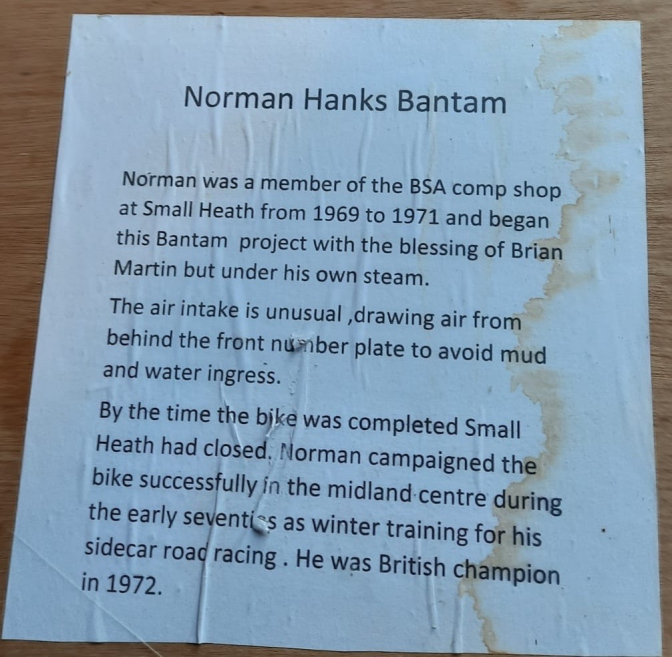 Norman Hanks Bantam
Norman was a member of the BSA comp shop
at Small Heath from 1969 to 1971 and began
this Bantam project with the blessing of Brian
Martin but under his own steam.
The air intake is unusual ,drawing air from
behind the front number plate to avoid mud
and water ingress.
By the time the bike was completed Small
Heath had closed. Norman campaigned the
bike successfully in the midland centre during
the early seventies as winter training for his
sidecar road racing . He was British champion
in 1972.